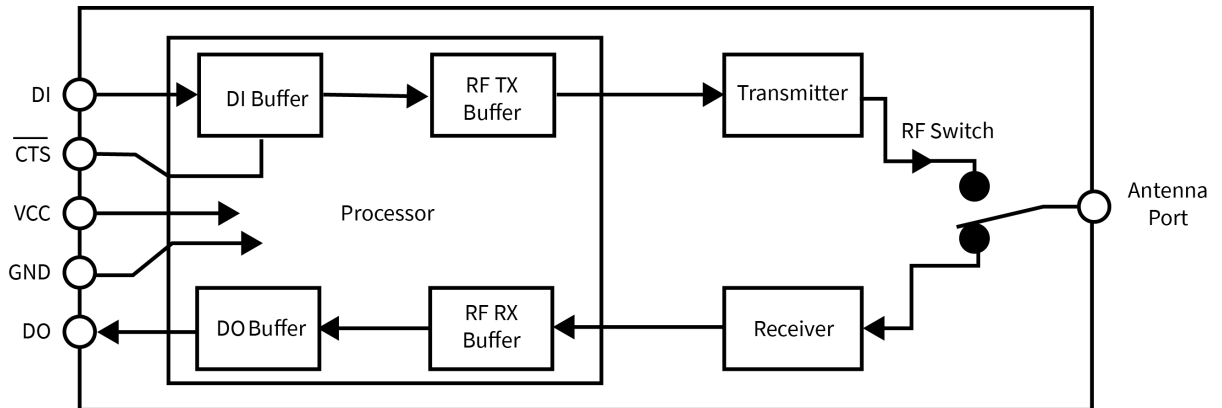 DI
DI Buffer
RF TX
Buffer
Transmitter
RF Switch
CTS
VCC
Processor
Antenna
Port
GND
DO
DO Buffer
RF RX
Buffer
Receiver